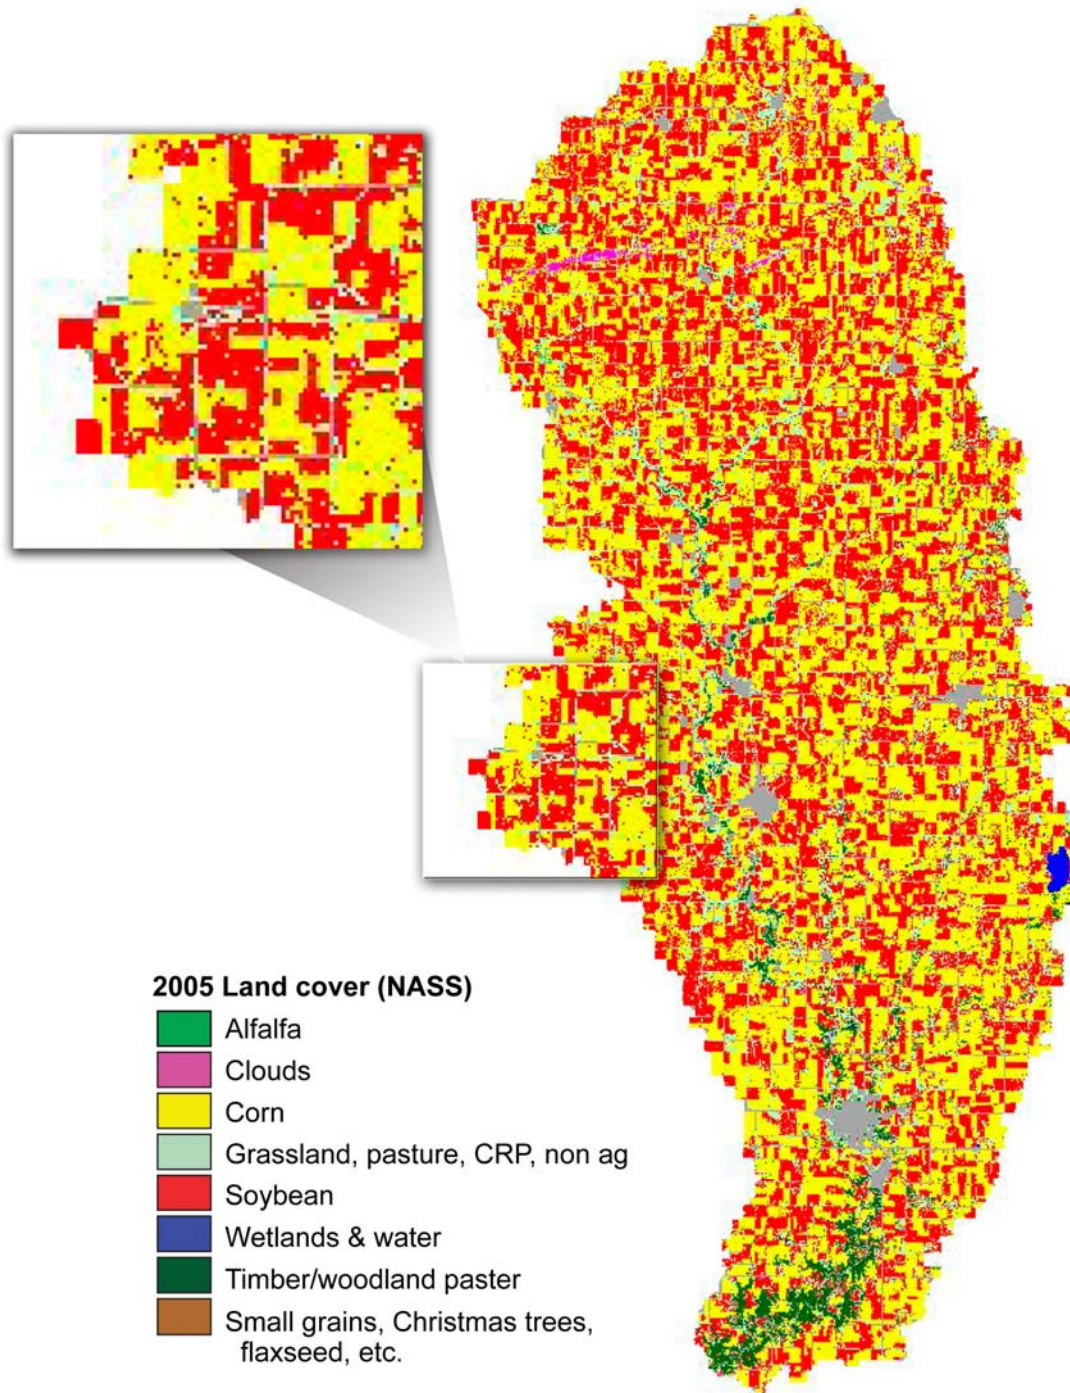 2005 Land cover (NASS)
Alfalfa
Clouds
Corn
Grassland, pasture, CRP, non ag
Soybean
Wetlands & water
Timber/woodland paster
Small grains, Christmas trees,
flaxseed, etc.